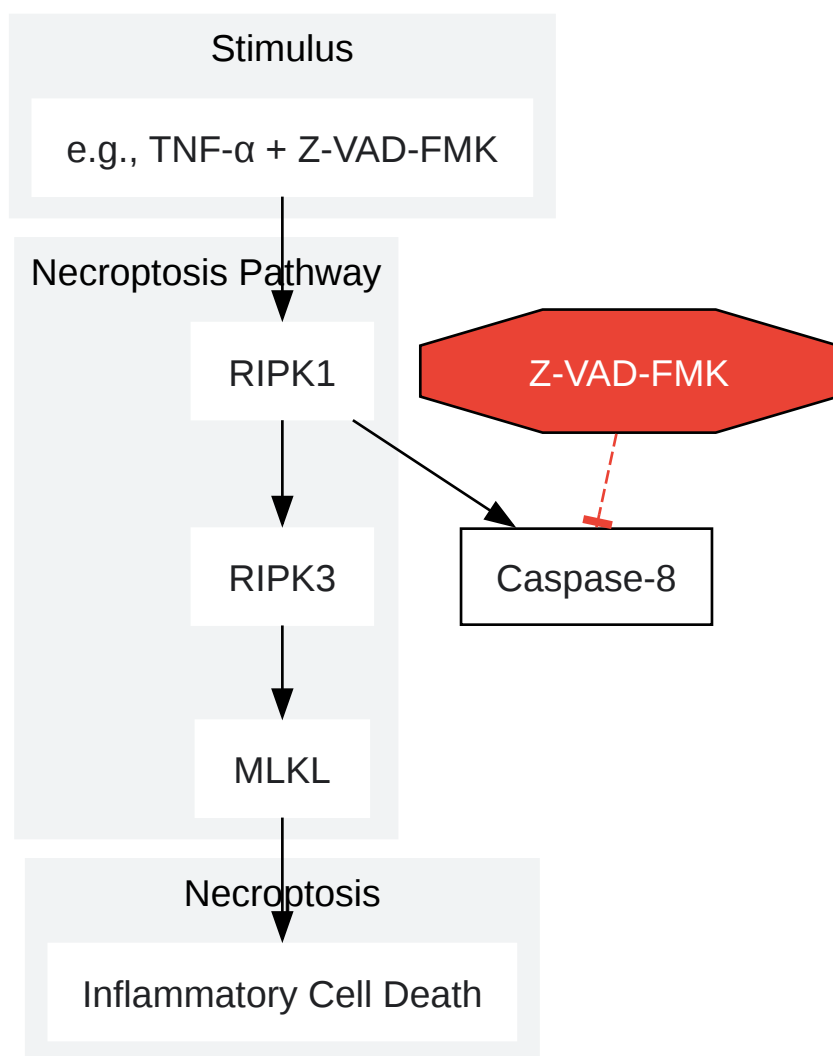 Stimulus
e.g., TNF-α + Z-VAD-FMK
Necroptosis Pathway
RIPK1
Z-VAD-FMK
RIPK3
Caspase-8
MLKL
Necroptosis
Inflammatory Cell Death